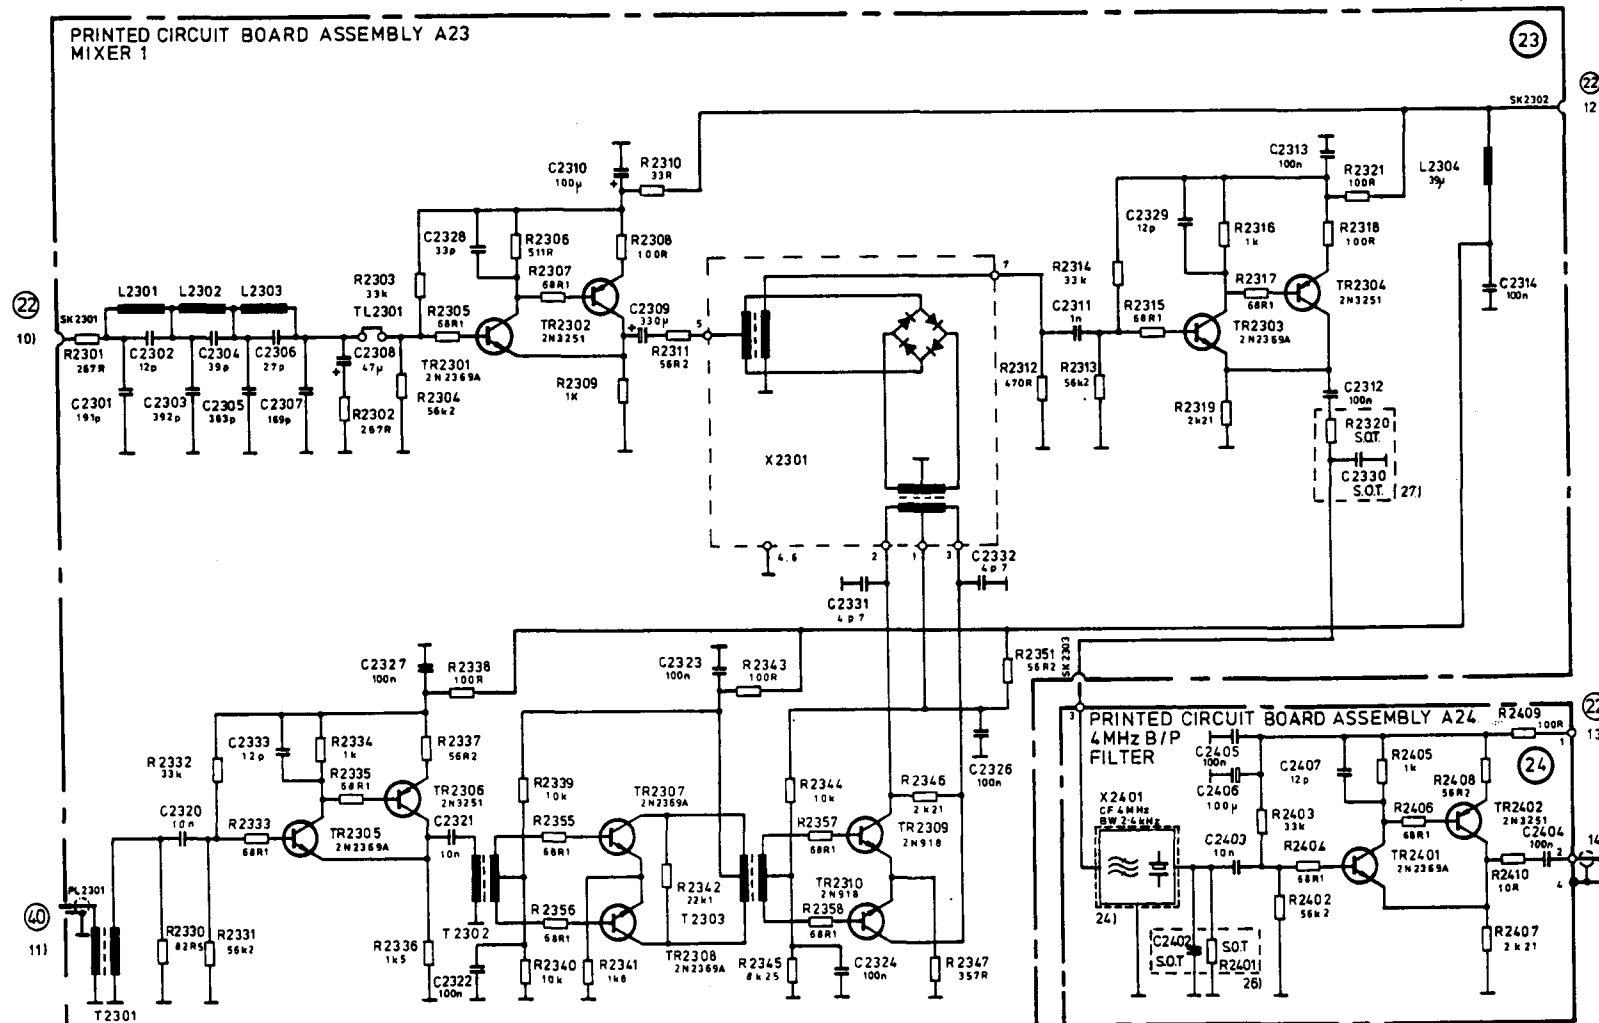 PRINTED CIRCUIT BOARD ASSEMBLY A23
MIXER 1
23
22
12
SK2302
C2310
100µ
+
R2310
33R
C2313
100n
R2321
100R
L2304
39µ
C2328
33p
R2306
511R
R2308
100R
R2307
68R1
R2303
33k
C2329
12p
R2316
1k
R2318
100R
R2314
33k
R2317
68R1
TR2304
2N3251
C2314
100n
7
22
10)
SK2301
R2301
267R
L2301
L2302
L2303
C2302
12p
C2304
39p
C2306
27p
TL2301
C2308
47µ
+
R2305
68R1
TR2301
2N2369A
TR2302
2N3251
C2309
330µ
+
R2311
56R2
5
C2311
1n
R2315
68R1
TR2303
2N2369A
R2312
470R
R2313
56k2
C2301
191p
C2303
392p
C2305
383p
C2307
169p
R2302
267R
R2304
56k2
R2309
1K
C2312
100n
R2319
2k21
R2320
S.O.T.
C2330
S.O.T.
27)
X2301
4,6
2
1
3
C2332
4p7
C2331
4p7
SK2303
C2327
100n
R2338
100R
C2323
100n
R2343
100R
R2351
56R2
R2332
33k
C2333
12p
R2334
1k
R2337
56R2
R2335
68R1
TR2306
2N3251
C2320
10n
R2333
68R1
TR2305
2N2369A
C2321
10n
R2339
10k
R2355
68R1
TR2307
2N2369A
R2344
10k
R2346
2k21
C2326
100n
R2357
68R1
TR2309
2N918
PL2301
40
11)
T2301
R2330
82R5
R2331
56k2
R2336
1k5
T2302
C2322
100n
R2340
10k
R2356
68R1
R2341
1k8
R2342
22k1
T2303
TR2308
2N2369A
TR2310
2N918
R2358
68R1
R2345
8k25
C2324
100n
R2347
357R
3
PRINTED CIRCUIT BOARD ASSEMBLY A24
4MHz B/P
FILTER
R2409
100R
1
22
13
24
C2405
100n
C2406
100µ
C2407
12p
R2405
1k
R2408
56R2
X2401
CF 4MHz
BW 2·4kHz
R2403
33k
R2406
68R1
TR2402
2N3251
C2403
10n
R2404
68R1
TR2401
2N2369A
C2404
100n
2
14
4
R2410
10R
24)
R2402
56k2
R2407
2k21
C2402
S.O.T
S.O.T
R2401
26)